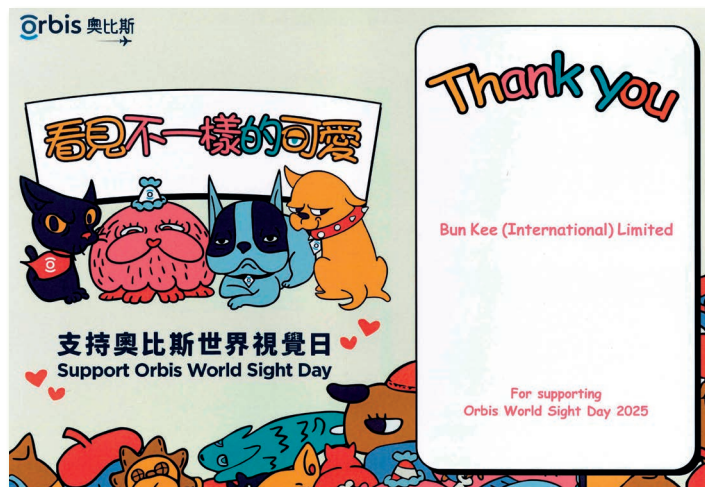 Orbis 奧比斯
看見不一樣的可愛
支持奧比斯世界視覺日
Support Orbis World Sight Day
Thank you
Bun Kee (International) Limited
For supporting
Orbis World Sight Day 2025